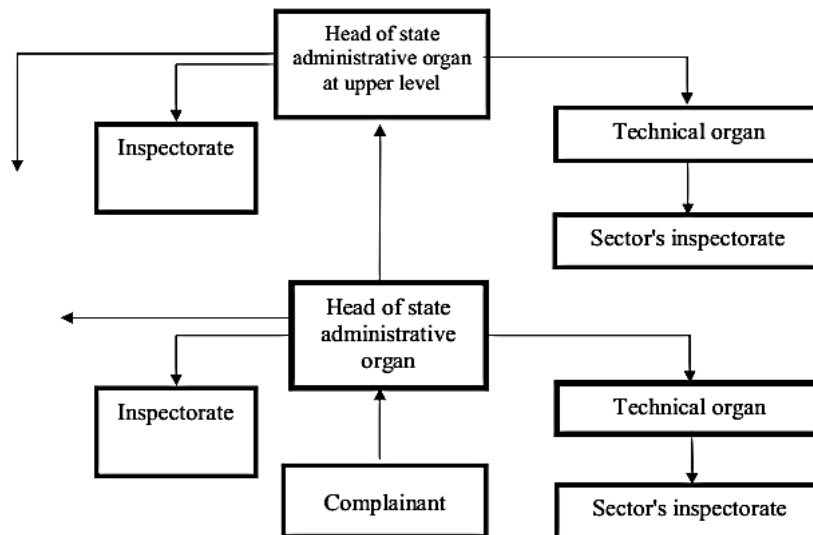 Head of state
administrative organ
at upper level
Inspectorate
Technical organ
Sector's inspectorate
Head of state
administrative
organ
Inspectorate
Technical organ
Complainant
Sector's inspectorate